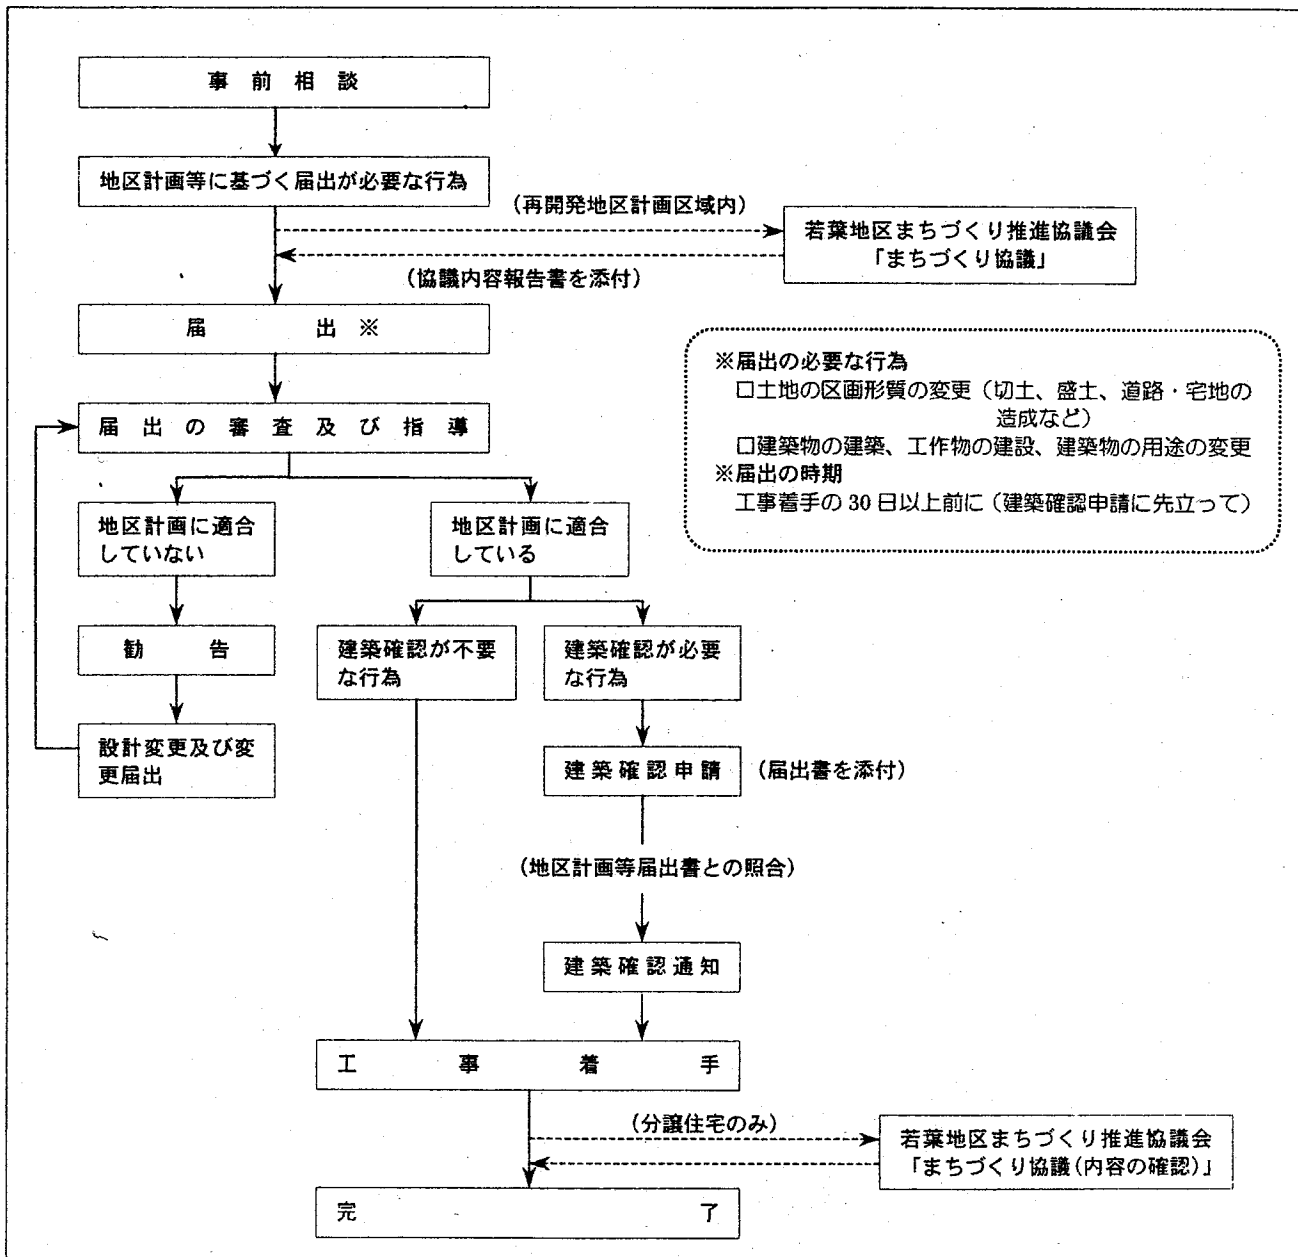 事前相談
地区計画等に基づく届出が必要な行為
(再開発地区計画区域内)
若葉地区まちづくり推進協議会
「まちづくり協議」
(協議内容報告書を添付)
届出※
※届出の必要な行為
□土地の区画形質の変更(切土、盛土、道路・宅地の
造成など)
□建築物の建築、工作物の建設、建築物の用途の変更
※届出の時期
工事着手の30日以上前に(建築確認申請に先立って)
届出の審査及び指導
地区計画に適合
していない
地区計画に適合
している
勧告
建築確認が不要
な行為
建築確認が必要
な行為
設計変更及び変
更届出
建築確認申請
(届出書を添付)
(地区計画等届出書との照合)
建築確認通知
工事着手
(分譲住宅のみ)
若葉地区まちづくり推進協議会
「まちづくり協議(内容の確認)」
完了